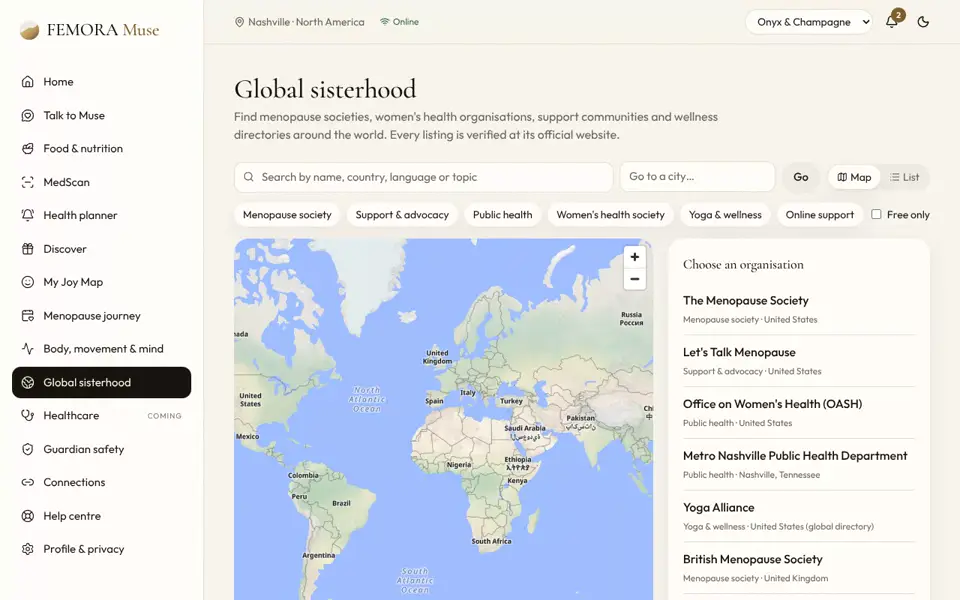 FEMORA Muse
Nashville · North America
Online
Onyx & Champagne
2
Home
Talk to Muse
Food & nutrition
MedScan
Health planner
Discover
My Joy Map
Menopause journey
Body, movement & mind
Global sisterhood
Healthcare COMING
Guardian safety
Connections
Help centre
Profile & privacy
Global sisterhood
Find menopause societies, women's health organisations, support communities and wellness
directories around the world. Every listing is verified at its official website.
Search by name, country, language or topic
Go to a city...
Go
Map
List
Menopause society
Support & advocacy
Public health
Women's health society
Yoga & wellness
Online support
Free only
+
−
Russia
Россия
nada
United
Kingdom
United
States
North
Atlantic
Ocean
Spain
Italy
Turkey
Mexico
Pakistan
پاکستان
Chi
中
Saudi Arabia
السعودية
Nigeria
Ethiopia
ኢትዮጵያ
Kenya
Colombia
Peru
Brazil
South Africa
Argentina
South
Atlantic
Ocean
Choose an organisation
The Menopause Society
Menopause society · United States
Let's Talk Menopause
Support & advocacy · United States
Office on Women's Health (OASH)
Public health · United States
Metro Nashville Public Health Department
Public health · Nashville, Tennessee
Yoga Alliance
Yoga & wellness · United States (global directory)
British Menopause Society
Menopause society · United Kingdom